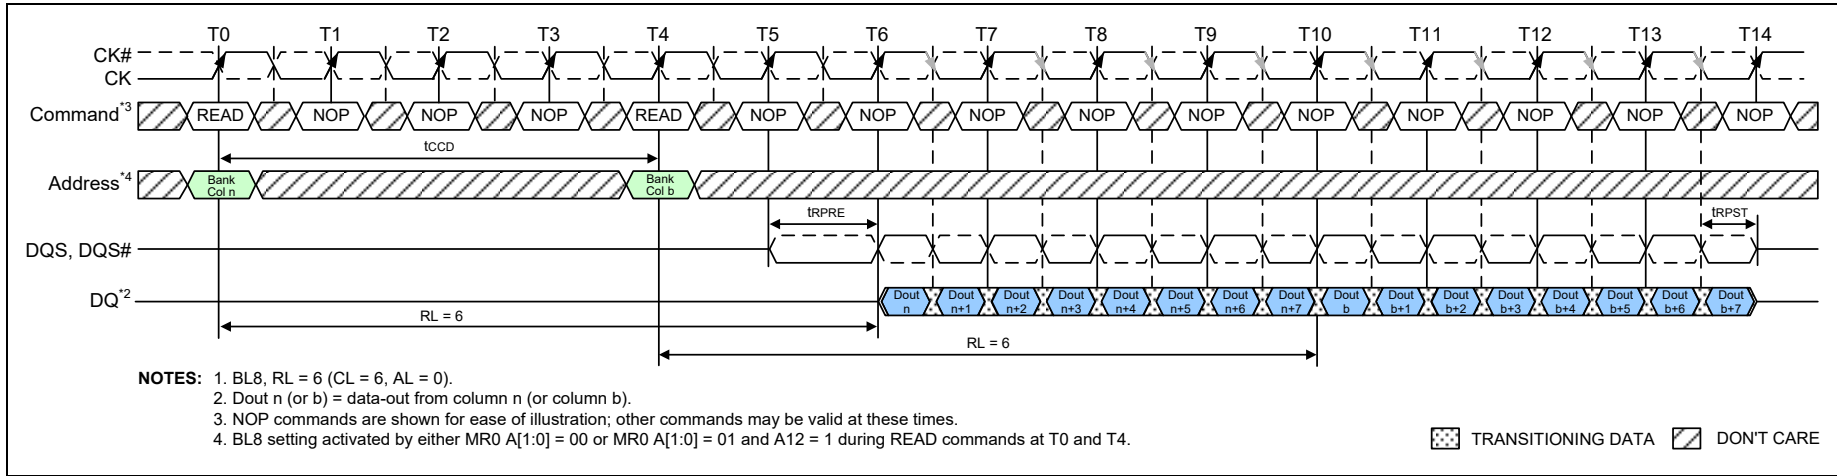 T0 T1 T2 T3 T4 T5 T6 T7 T8 T9 T10 T11 T12 T13 T14
CK#
CK
Command*3 READ NOP NOP NOP READ NOP NOP NOP NOP NOP NOP NOP NOP NOP NOP
tCCD
Address*4 Bank Col n Bank Col b
tRPRE tRPST
DQS, DQS#
DQ*2 Dout n Dout n+1 Dout n+2 Dout n+3 Dout n+4 Dout n+5 Dout n+6 Dout n+7 Dout b Dout b+1 Dout b+2 Dout b+3 Dout b+4 Dout b+5 Dout b+6 Dout b+7
RL = 6
RL = 6
NOTES: 1. BL8, RL = 6 (CL = 6, AL = 0).
2. Dout n (or b) = data-out from column n (or column b).
3. NOP commands are shown for ease of illustration; other commands may be valid at these times.
4. BL8 setting activated by either MR0 A[1:0] = 00 or MR0 A[1:0] = 01 and A12 = 1 during READ commands at T0 and T4.
TRANSITIONING DATA DON'T CARE